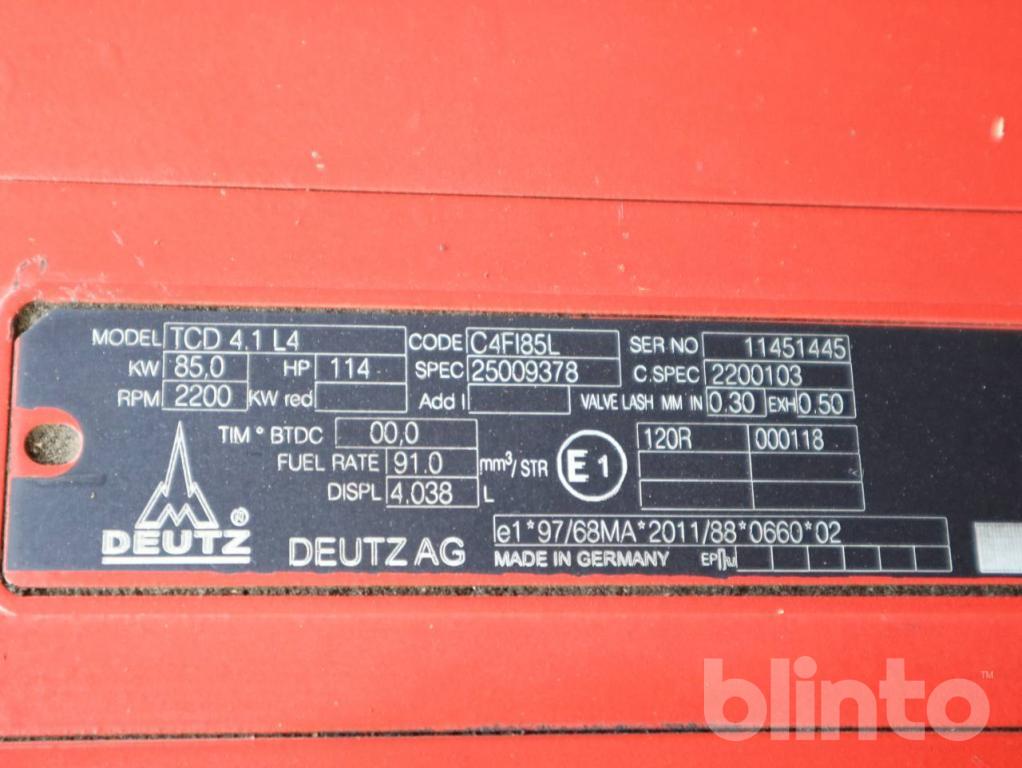 MODEL TCD 4.1 L4 CODE C4FI85L SER NO 11451445
KW 85,0 HP 114 SPEC 25009378 C.SPEC 2200103
RPM 2200 KW red Add I VALVE LASH MM IN 0.30 EXH 0.50
TIM ° BTDC 00,0 120R 000118
FUEL RATE 91.0 mm³/ STR E1
DISPL 4.038 L
DEUTZ ®
DEUTZ AG
e1*97/68MA*2011/88*0660*02
MADE IN GERMANY
blinto™